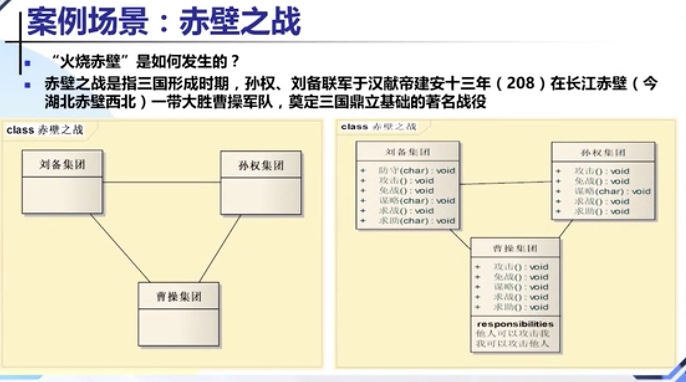 案例场景：赤壁之战
“火烧赤壁”是如何发生的？
赤壁之战是指三国形成时期，孙权、刘备联军于汉献帝建安十三年（208）在长江赤壁（今
湖北赤壁西北）一带大胜曹操军队，奠定三国鼎立基础的著名战役
class 赤壁之战
刘备集团
孙权集团
曹操集团
class 赤壁之战
刘备集团
+ 防守(char) : void
+ 攻击() : void
+ 免战() : void
+ 谋略(char) : void
+ 求战() : void
+ 求助(char) : void
孙权集团
+ 攻击() : void
+ 免战() : void
+ 谋略(char) : void
+ 求战() : void
+ 求助() : void
曹操集团
+ 攻击() : void
+ 免战() : void
+ 谋略() : void
+ 求战() : void
+ 求助() : void
responsibilities
他人可以攻击我
我可以攻击他人